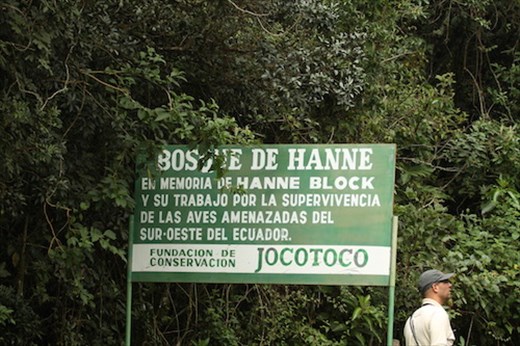 BOSQUE DE HANNE
EN MEMORIA DE HANNE BLOCK
Y SU TRABAJO POR LA SUPERVIVENCIA
DE LAS AVES AMENAZADAS DEL
SUR-OESTE DEL ECUADOR.
FUNDACION DE
CONSERVACION JOCOTOCO